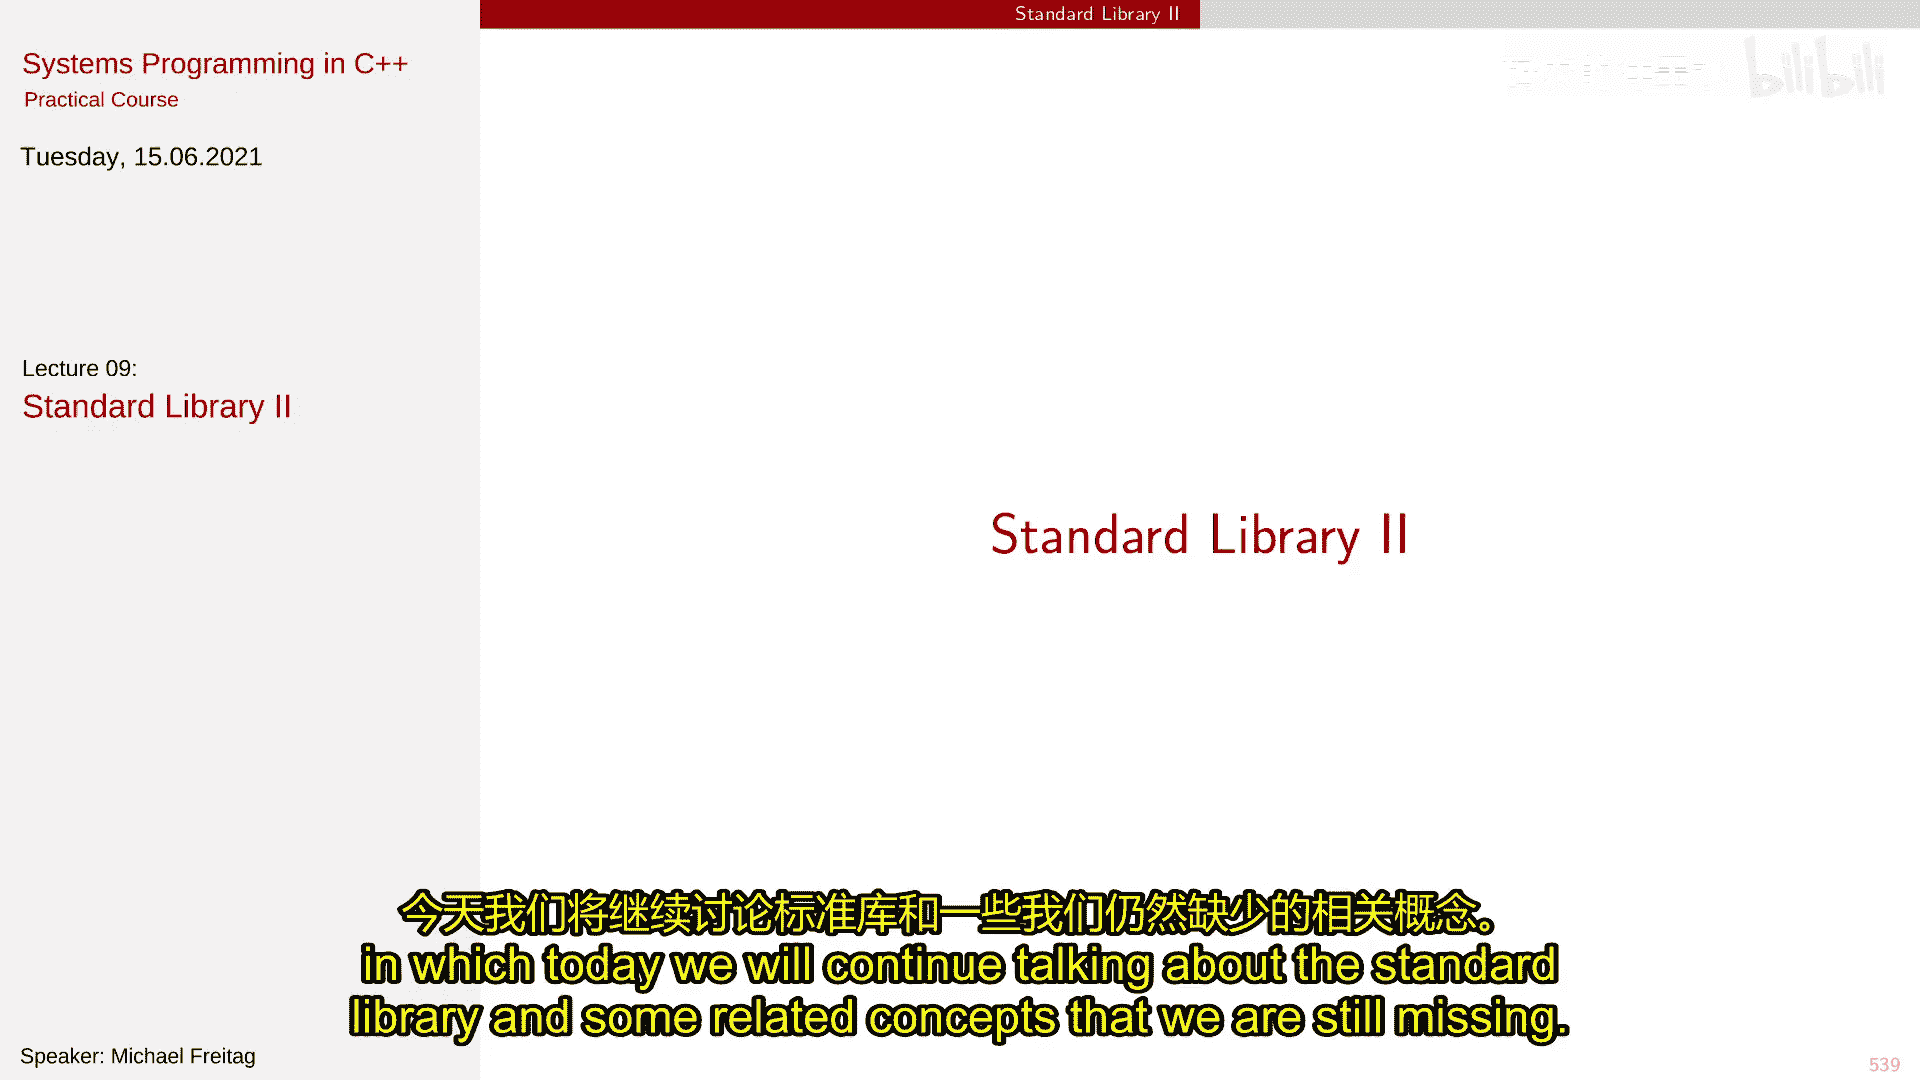 Standard Library II
Systems Programming in C++
Practical Course
Tuesday, 15.06.2021
Lecture 09:
Standard Library II
Standard Library II
bilibili
今天我们将继续讨论标准库和一些我们仍然缺少的相关概念。
in which today we will continue talking about the standard
library and some related concepts that we are still missing.
Speaker: Michael Freitag
539